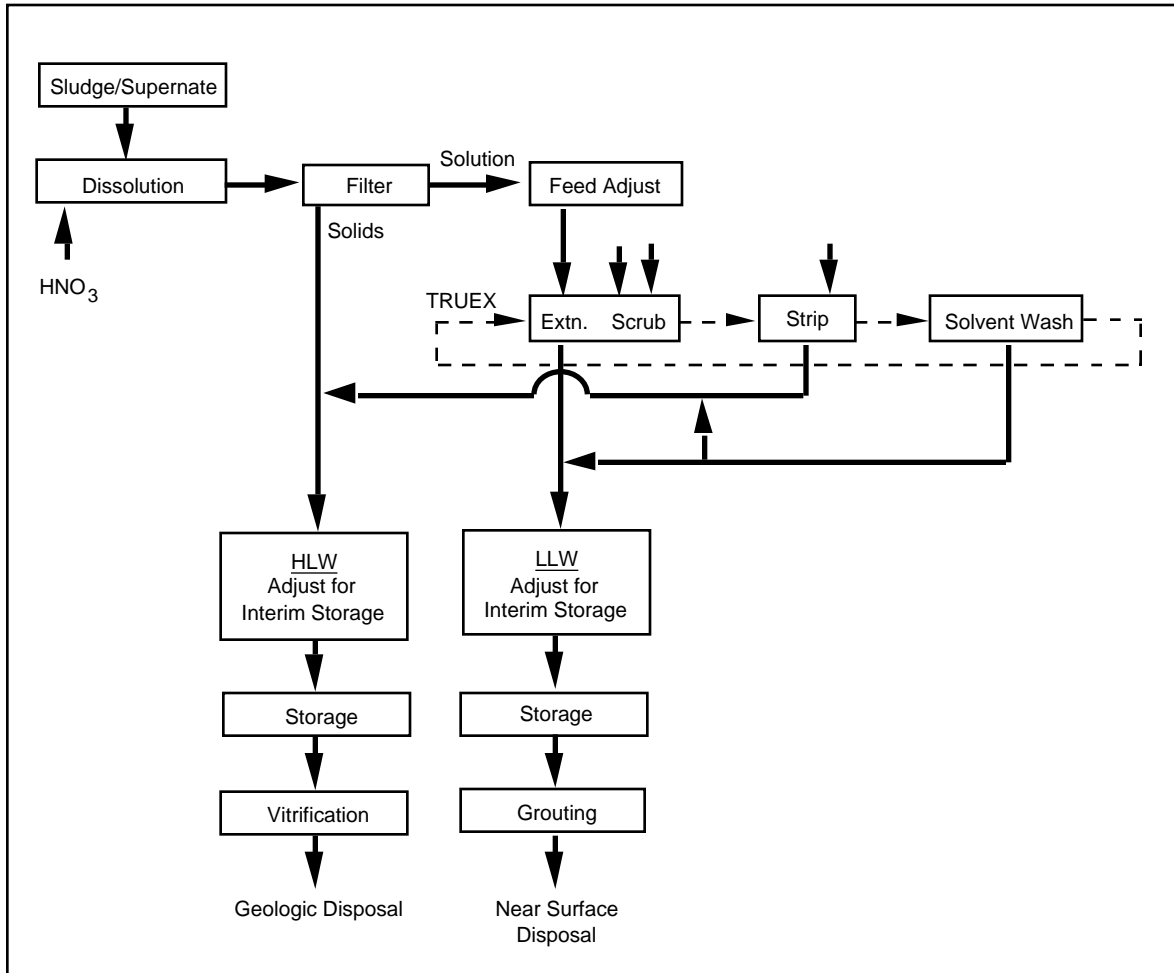 Sludge/Supernate
Dissolution
HNO3
Filter
Solution
Solids
Feed Adjust
TRUEX
Extn. Scrub
Strip
Solvent Wash
HLW
Adjust for
Interim Storage
LLW
Adjust for
Interim Storage
Storage
Storage
Vitrification
Grouting
Geologic Disposal
Near Surface
Disposal